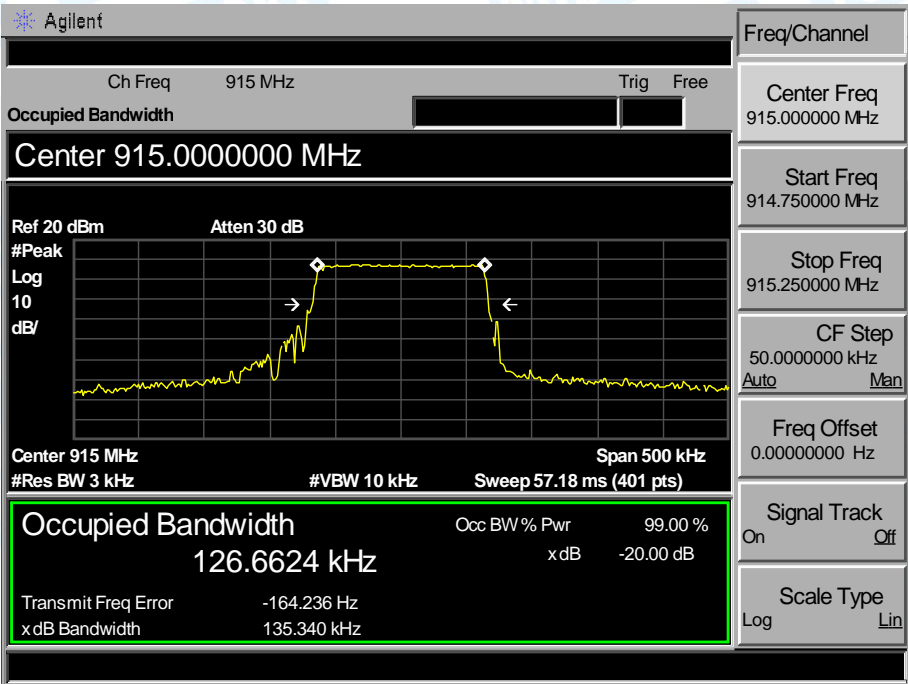 Agilent
Freq/Channel
Ch Freq 915 MHz Trig Free
Occupied Bandwidth
Center Freq
915.000000 MHz
Center 915.0000000 MHz
Start Freq
914.750000 MHz
Ref 20 dBm Atten 30 dB
#Peak
Log
10
dB/
Stop Freq
915.250000 MHz
CF Step
50.0000000 kHz
Auto Man
Freq Offset
0.00000000 Hz
Center 915 MHz Span 500 kHz
#Res BW 3 kHz #VBW 10 kHz Sweep 57.18 ms (401 pts)
Occupied Bandwidth Occ BW % Pwr 99.00 %
126.6624 kHz x dB -20.00 dB
Signal Track
On Off
Transmit Freq Error -164.236 Hz
x dB Bandwidth 135.340 kHz
Scale Type
Log Lin